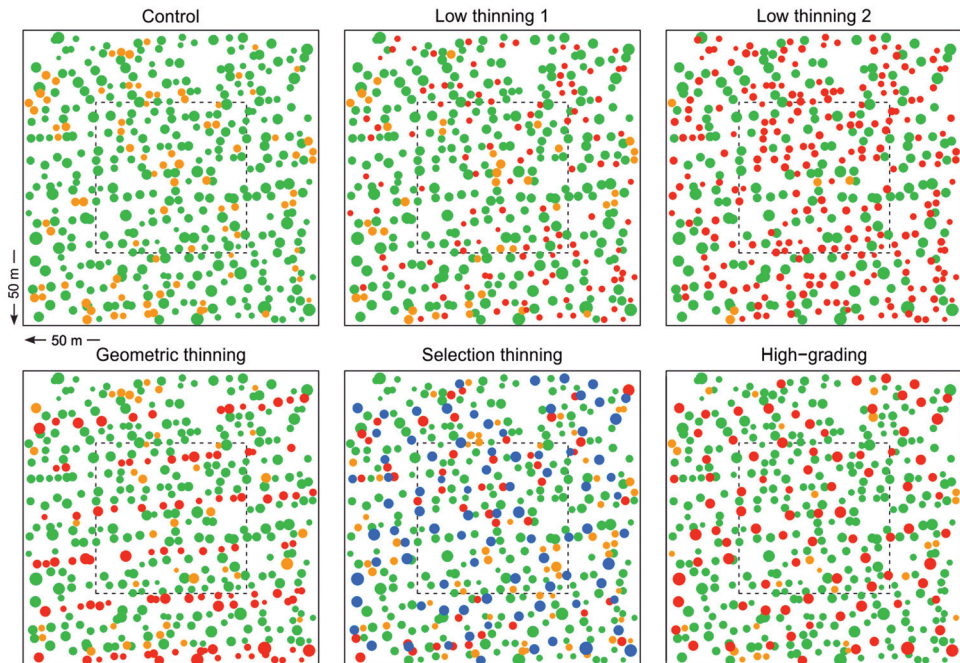 Control
Low thinning 1
Low thinning 2
50 m
50 m
Geometric thinning
Selection thinning
High−grading